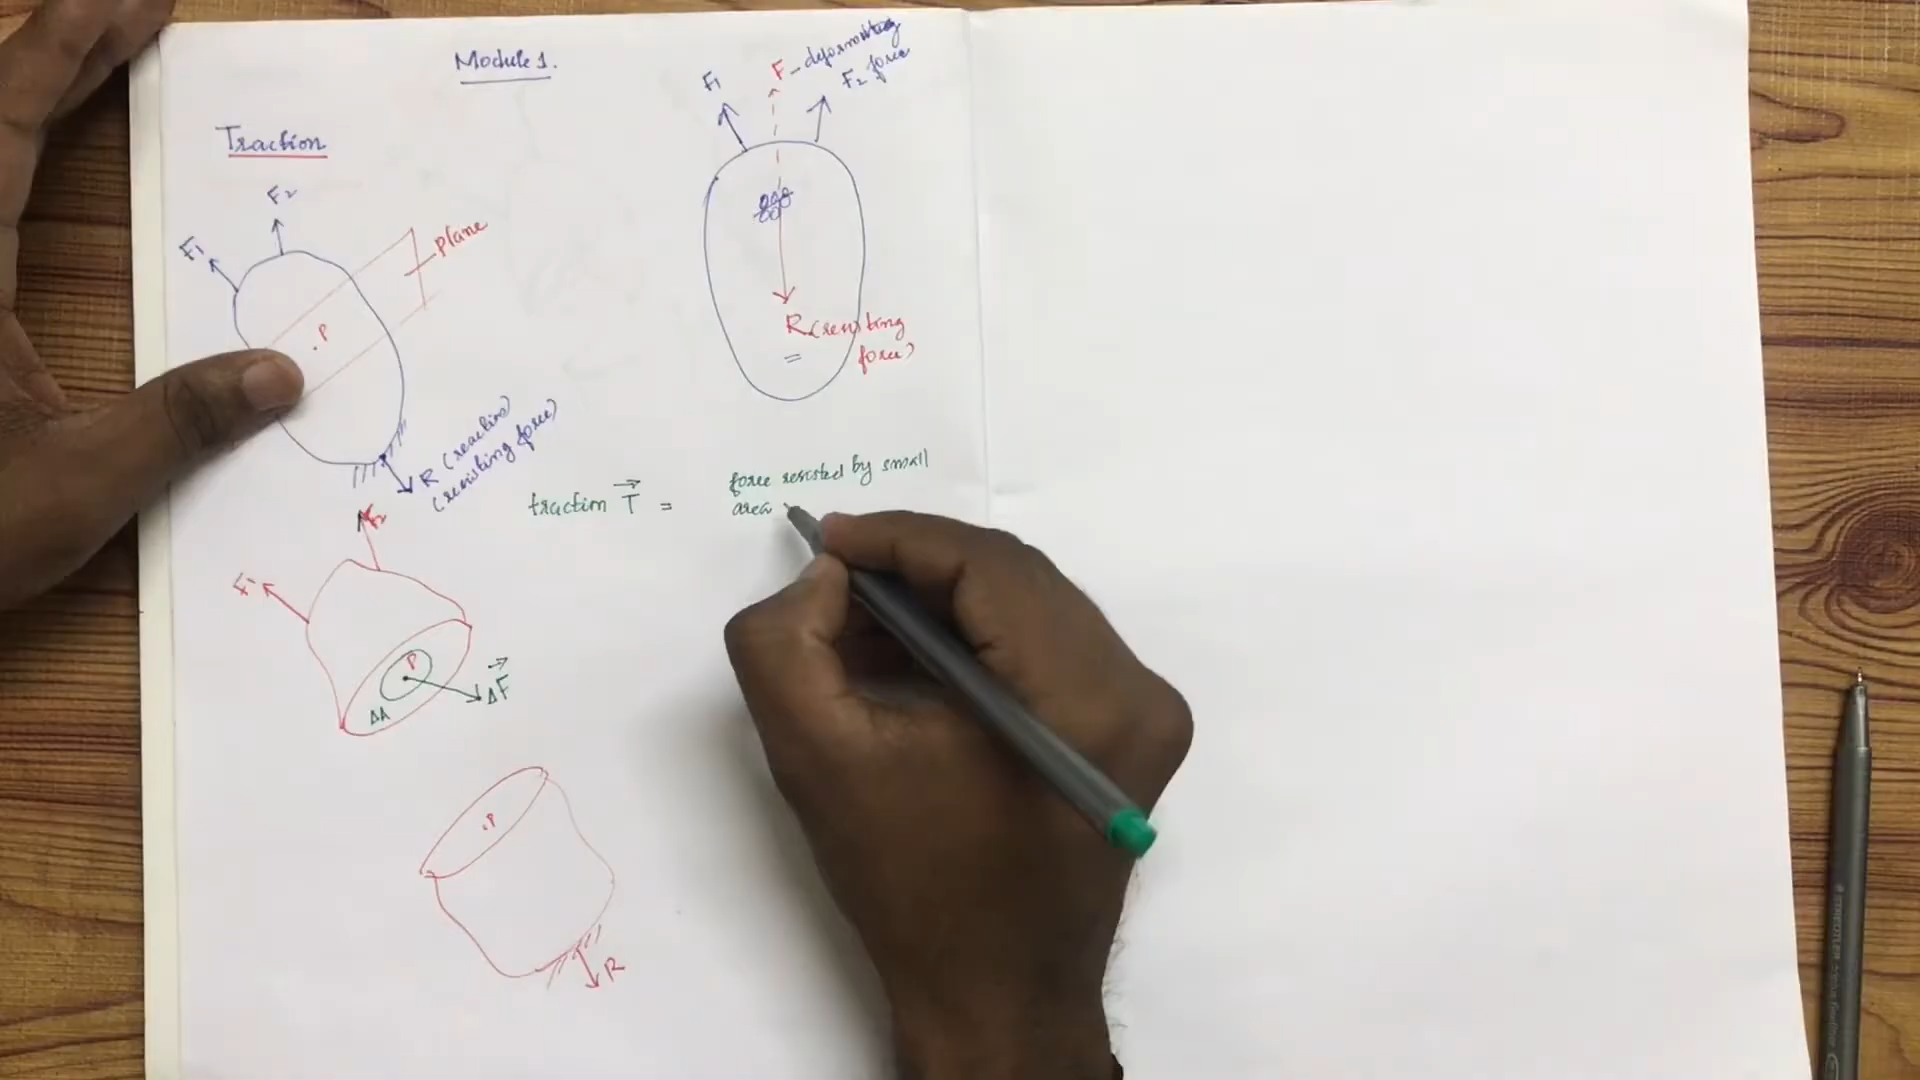 Module 1.
Traction
F₁
F - deforming
force
F₂
F₂
F₁
plane
.P
R (resisting
force)
=
R (reaction)
(resisting force)
traction T⃗ =
force resisted by small
area
F₂
F₁
P
ΔA
ΔF⃗
.P
R